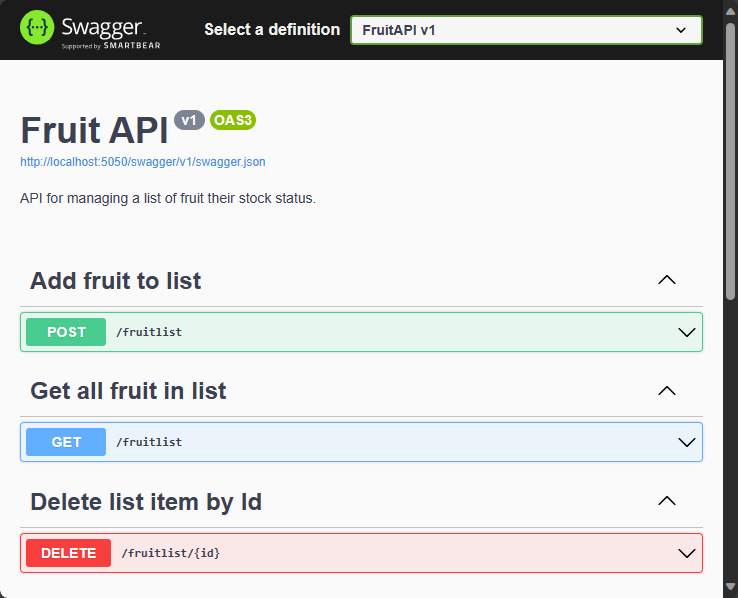 Swagger
Supported by SMARTBEAR
Select a definition
FruitAPI v1
Fruit API v1 OAS3
http://localhost:5050/swagger/v1/swagger.json
API for managing a list of fruit their stock status.
Add fruit to list
POST /fruitlist
Get all fruit in list
GET /fruitlist
Delete list item by Id
DELETE /fruitlist/{id}